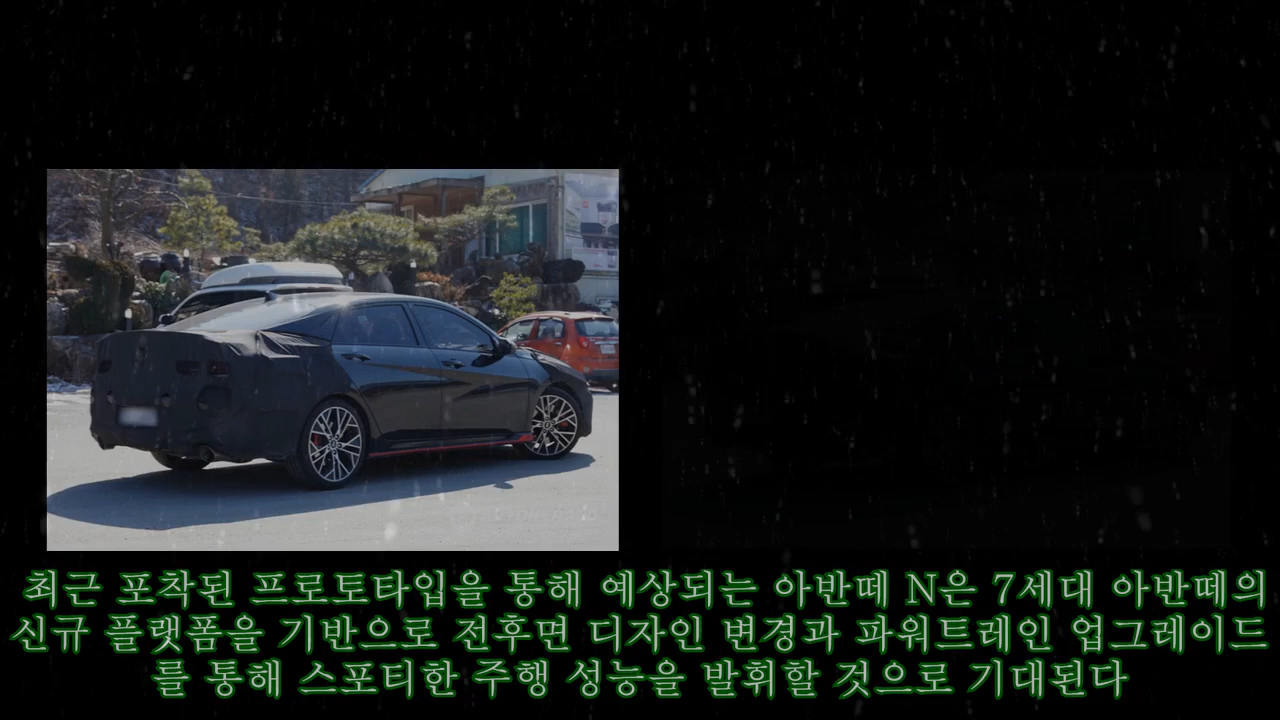 최근 포착된 프로토타입을 통해 예상되는 아반떼 N은 7세대 아반떼의
신규 플랫폼을 기반으로 전후면 디자인 변경과 파워트레인 업그레이드
를 통해 스포티한 주행 성능을 발휘할 것으로 기대된다